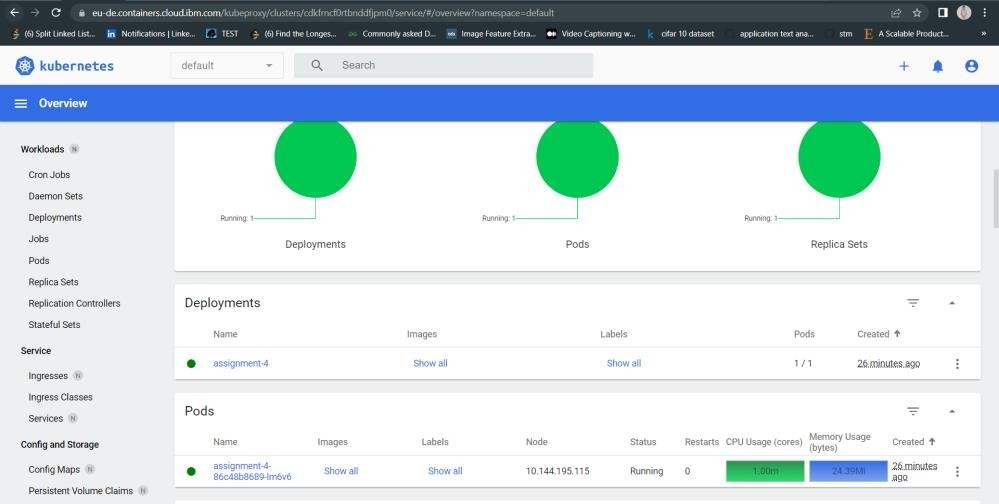 eu-de.containers.cloud.ibm.com/kubeproxy/clusters/cdkfrncf0rtbnddfjpm0/service/#/overview?namespace=default
(6) Split Linked List... Notifications | Linke... TEST (6) Find the Longes... Commonly asked D... Image Feature Extra... Video Captioning w... cifar 10 dataset application text ana... stm A Scalable Product... »
kubernetes default Search
Overview
Workloads N
Cron Jobs
Daemon Sets
Deployments
Jobs
Pods
Replica Sets
Replication Controllers
Stateful Sets
Service
Ingresses N
Ingress Classes
Services N
Config and Storage
Config Maps N
Persistent Volume Claims N
Running: 1 Running: 1 Running: 1
Deployments Pods Replica Sets
Deployments
Name Images Labels Pods Created
assignment-4 Show all Show all 1 / 1 26 minutes ago
Pods
Name Images Labels Node Status Restarts CPU Usage (cores) Memory Usage (bytes) Created
assignment-4-86c48b8689-lm6v6 Show all Show all 10.144.195.115 Running 0 1.00m 24.39Mi 26 minutes ago